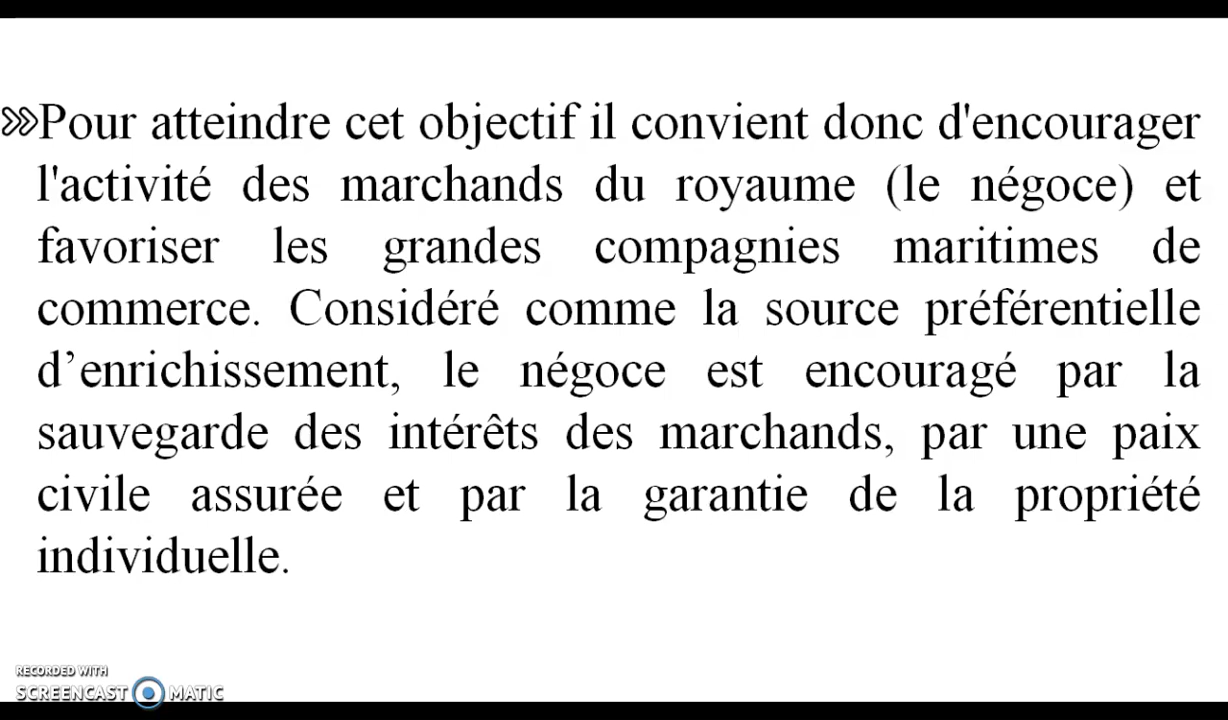 »Pour atteindre cet objectif il convient donc d'encourager
l'activité des marchands du royaume (le négoce) et
favoriser les grandes compagnies maritimes de
commerce. Considéré comme la source préférentielle
d’enrichissement, le négoce est encouragé par la
sauvegarde des intérêts des marchands, par une paix
civile assurée et par la garantie de la propriété
individuelle.
RECORDED WITH
SCREENCAST MATIC